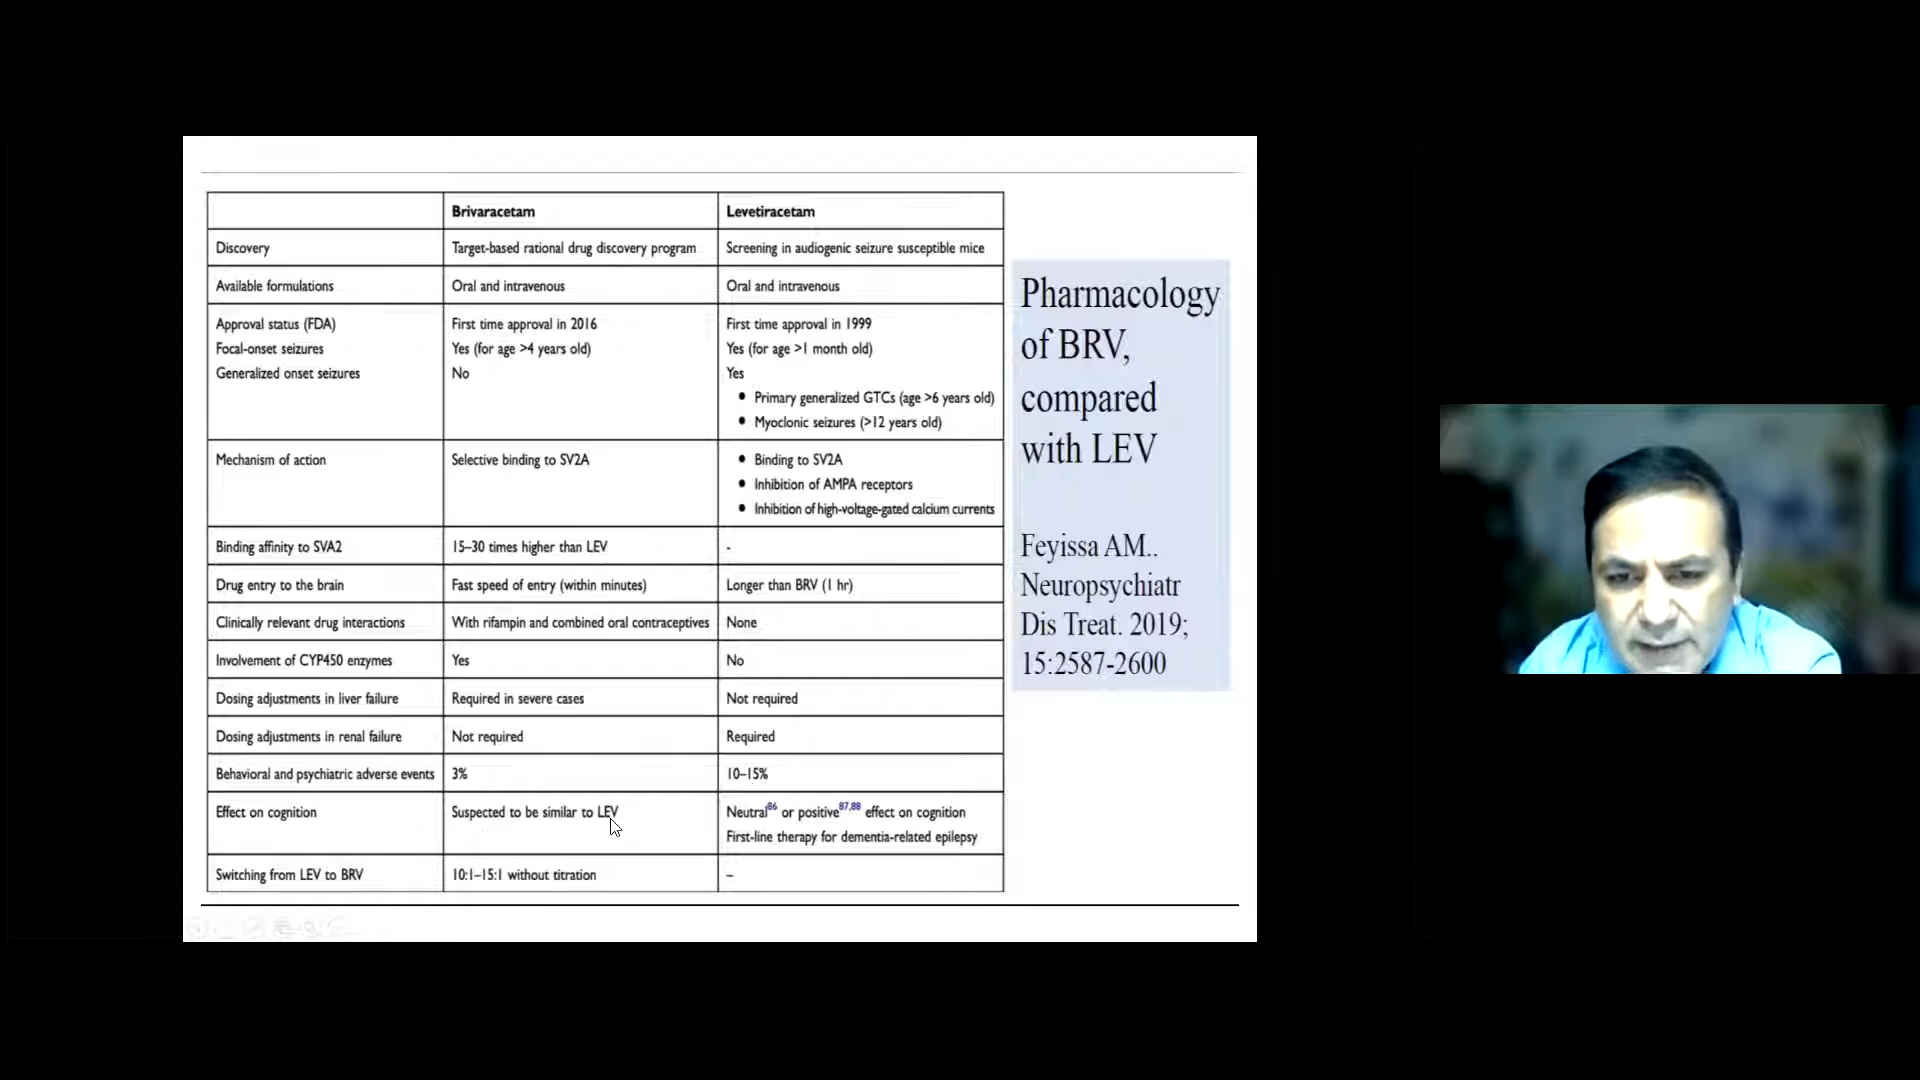 Brivaracetam Levetiracetam
Discovery Target-based rational drug discovery program Screening in audiogenic seizure susceptible mice
Available formulations Oral and intravenous Oral and intravenous
Approval status (FDA) First time approval in 2016 First time approval in 1999
Focal-onset seizures Yes (for age >4 years old) Yes (for age >1 month old)
Generalized onset seizures No Yes
• Primary generalized GTCs (age >6 years old)
• Myoclonic seizures (>12 years old)
Mechanism of action Selective binding to SV2A • Binding to SV2A
• Inhibition of AMPA receptors
• Inhibition of high-voltage-gated calcium currents
Binding affinity to SVA2 15–30 times higher than LEV -
Drug entry to the brain Fast speed of entry (within minutes) Longer than BRV (1 hr)
Clinically relevant drug interactions With rifampin and combined oral contraceptives None
Involvement of CYP450 enzymes Yes No
Dosing adjustments in liver failure Required in severe cases Not required
Dosing adjustments in renal failure Not required Required
Behavioral and psychiatric adverse events 3% 10–15%
Effect on cognition Suspected to be similar to LEV Neutral86 or positive87,88 effect on cognition
First-line therapy for dementia-related epilepsy
Switching from LEV to BRV 10:1–15:1 without titration –
Pharmacology
of BRV,
compared
with LEV
Feyissa AM..
Neuropsychiatr
Dis Treat. 2019;
15:2587-2600